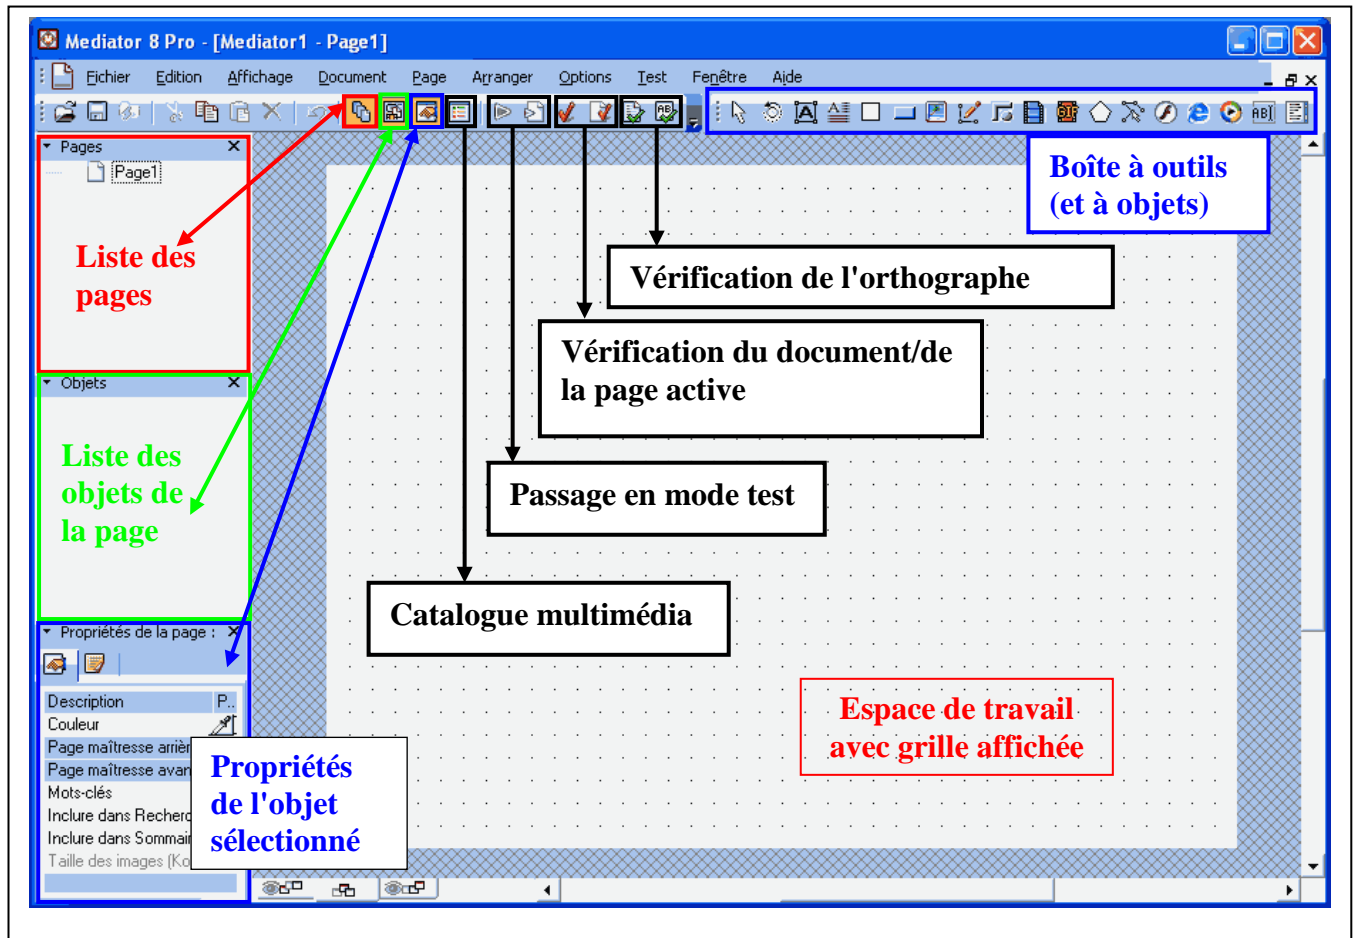 Mediator 8 Pro - [Mediator1 - Page1]
Fichier Edition Affichage Document Page Arranger Options Test Fenêtre Aide
Pages
Page1
Boîte à outils
(et à objets)
Liste des
pages
Vérification de l'orthographe
Vérification du document/de
la page active
Objets
Liste des
objets de
la page
Passage en mode test
Catalogue multimédia
Propriétés de la page :
Description P..
Couleur
Page maîtresse arrièr
Page maîtresse avan
Mots-clés
Inclure dans Recherc
Inclure dans Sommair
Taille des images (Ko
Propriétés
de l'objet
sélectionné
Espace de travail
avec grille affichée